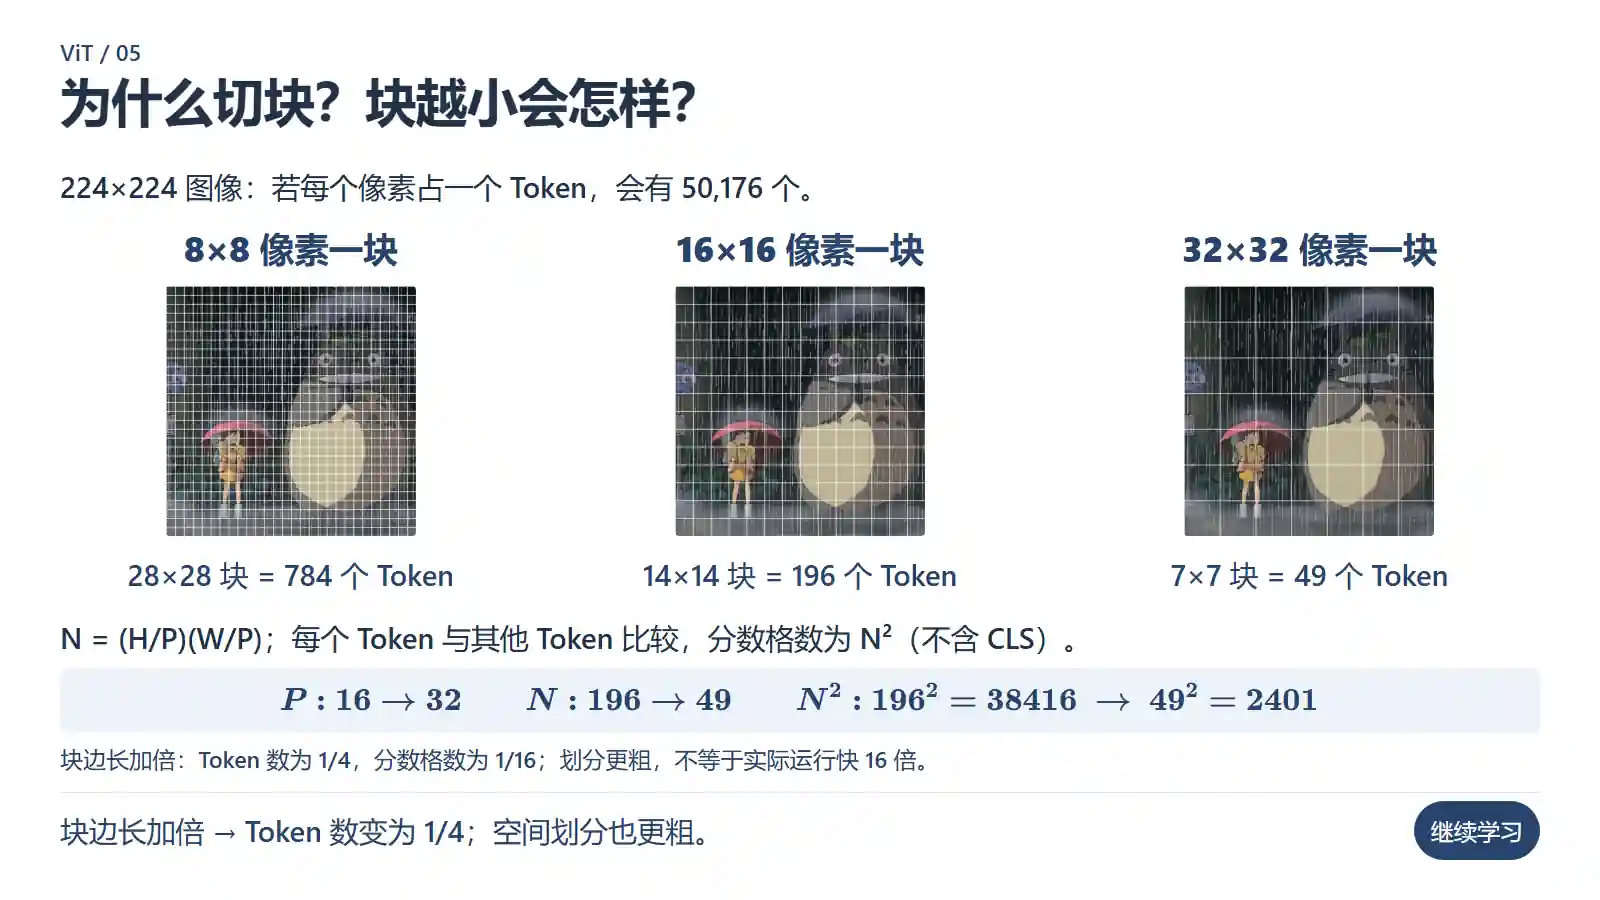 ViT / 05
为什么切块？块越小会怎样？
224×224 图像：若每个像素占一个 Token，会有 50,176 个。
8×8 像素一块
16×16 像素一块
32×32 像素一块
28×28 块 = 784 个 Token
14×14 块 = 196 个 Token
7×7 块 = 49 个 Token
N = (H/P)(W/P)；每个 Token 与其他 Token 比较，分数格数为 N²（不含 CLS）。
P : 16 → 32 N : 196 → 49 N² : 196² = 38416 → 49² = 2401
块边长加倍：Token 数为 1/4，分数格数为 1/16；划分更粗，不等于实际运行快 16 倍。
块边长加倍 → Token 数变为 1/4；空间划分也更粗。
继续学习